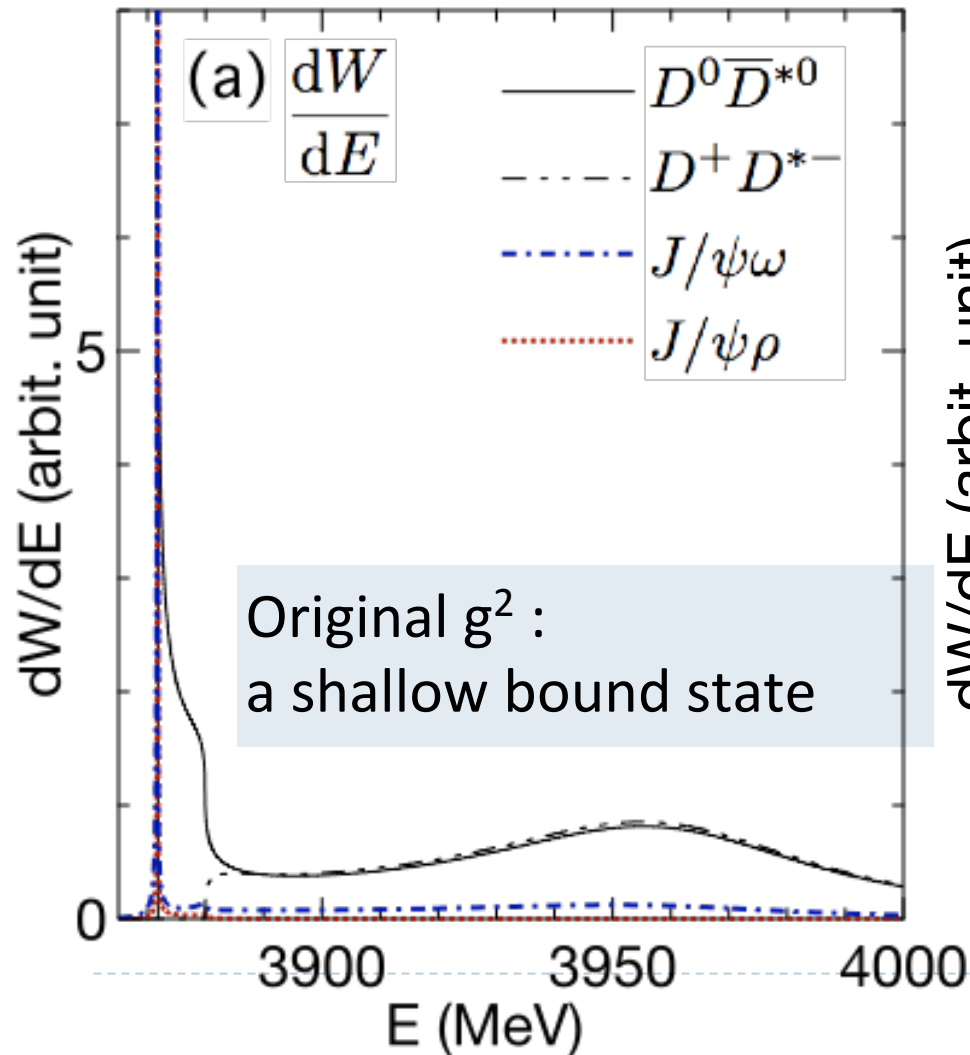 (a) dW/dE
D⁰D̅*⁰
D⁺D*⁻
J/ψω
J/ψρ
dW/dE (arbit. unit)
5
0
Original g² :
a shallow bound state
3900 3950 4000
E (MeV)